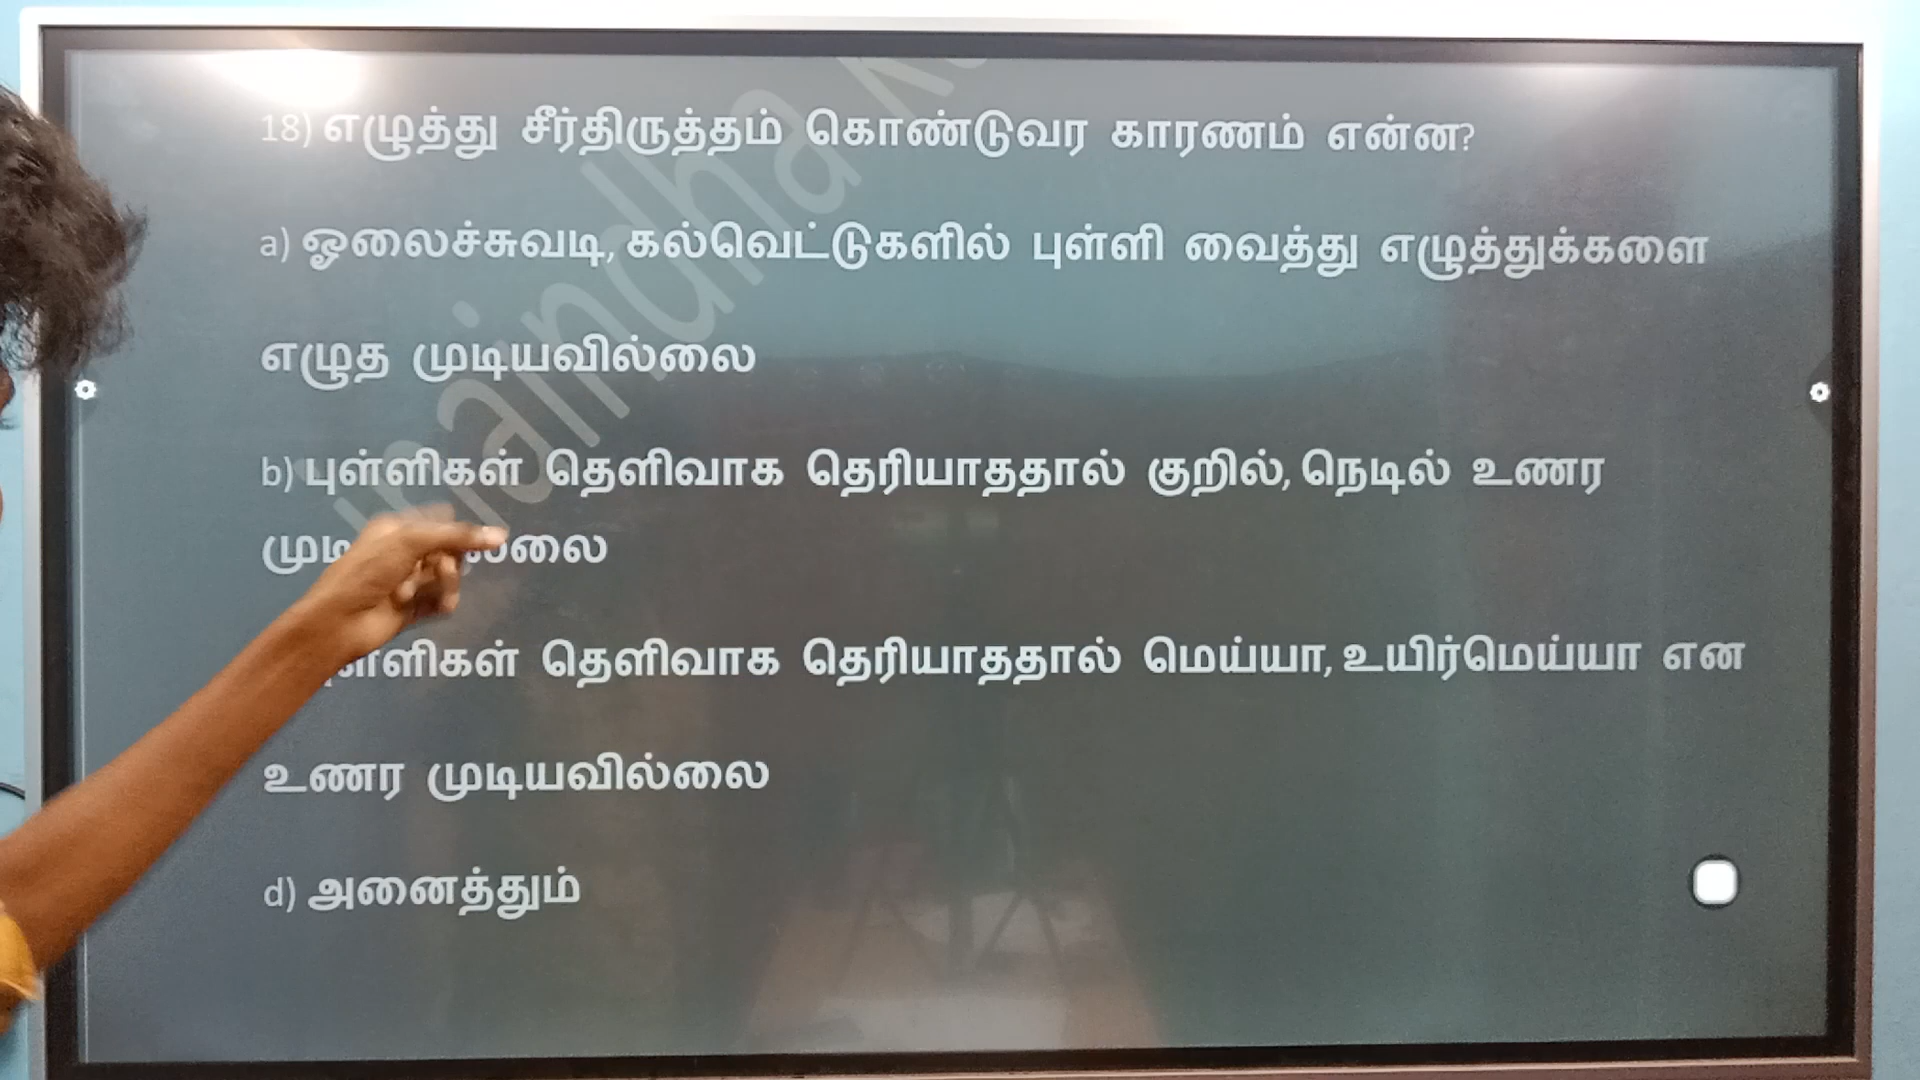 18) எழுத்து சீர்திருத்தம் கொண்டுவர காரணம் என்ன?
a) ஓலைச்சுவடி, கல்வெட்டுகளில் புள்ளி வைத்து எழுத்துக்களை
எழுத முடியவில்லை
b) புள்ளிகள் தெளிவாக தெரியாததால் குறில், நெடில் உணர
தெளிவாக தெரியாததால் மெய்யா, உயிர்மெய்யா என
உணர முடியவில்லை
d) அனைத்தும்